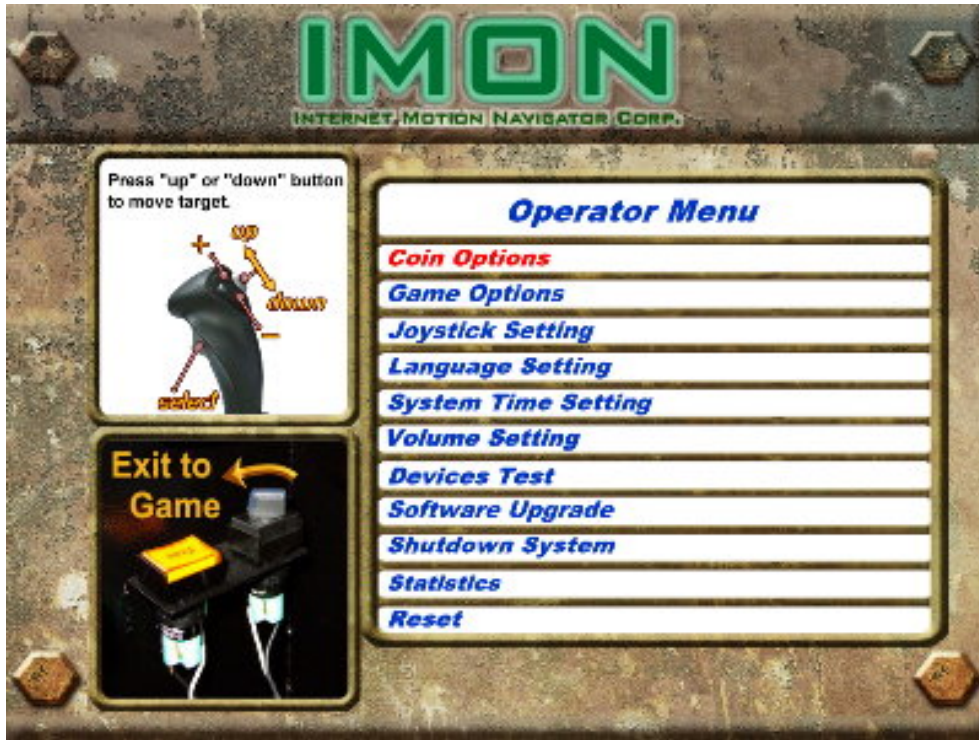 IMON
INTERNET MOTION NAVIGATOR CORP.
Press "up" or "down" button
to move target.
+
up
down
-
select
Exit to
Game
Operator Menu
Coin Options
Game Options
Joystick Setting
Language Setting
System Time Setting
Volume Setting
Devices Test
Software Upgrade
Shutdown System
Statistics
Reset